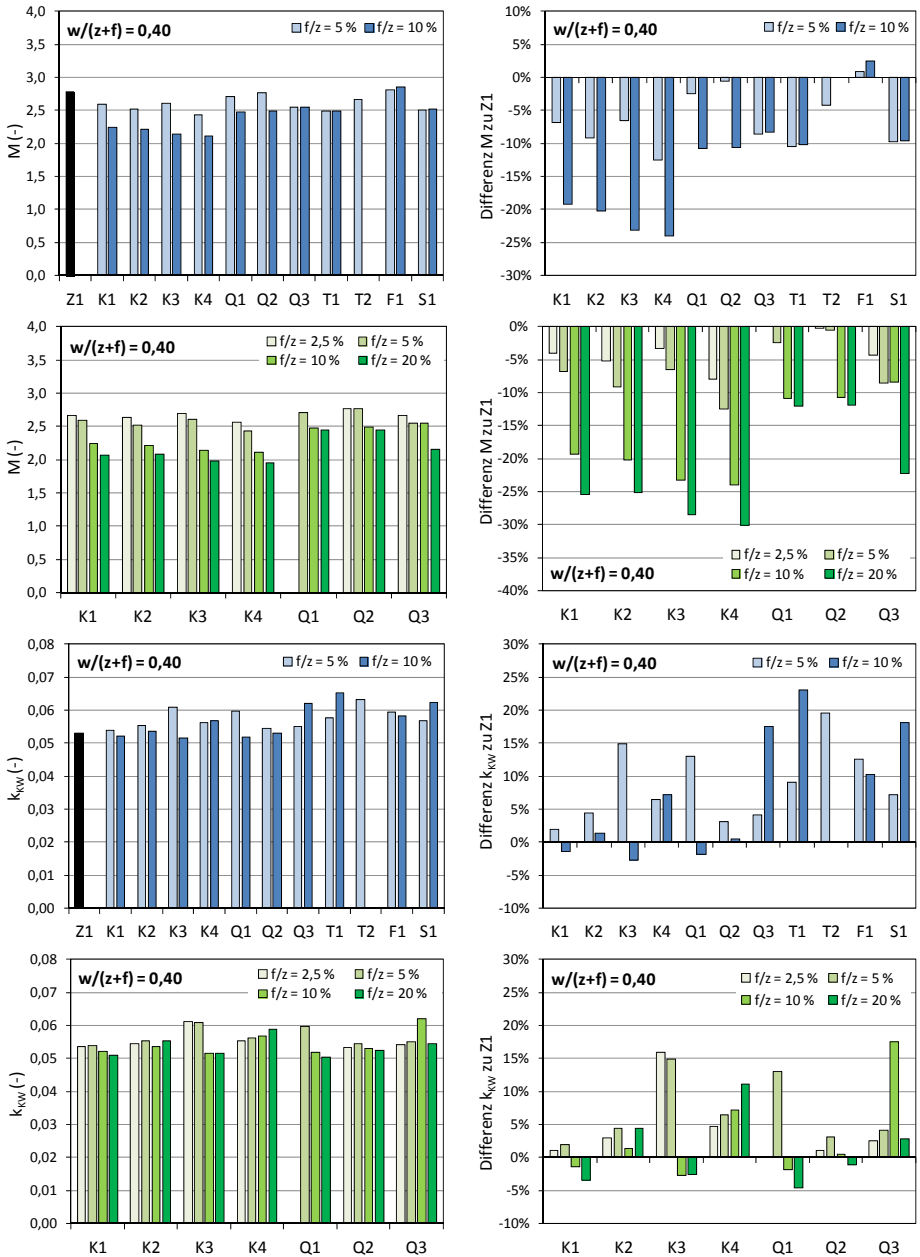 4,0
3,5
3,0
2,5
2,0
1,5
1,0
0,5
0,0
M (-)
w/(z+f) = 0,40
f/z = 5 % f/z = 10 %
Z1 K1 K2 K3 K4 Q1 Q2 Q3 T1 T2 F1 S1
10%
5%
0%
-5%
-10%
-15%
-20%
-25%
-30%
Differenz M zu Z1
w/(z+f) = 0,40
f/z = 5 % f/z = 10 %
K1 K2 K3 K4 Q1 Q2 Q3 T1 T2 F1 S1
4,0
3,5
3,0
2,5
2,0
1,5
1,0
0,5
0,0
M (-)
w/(z+f) = 0,40
f/z = 2,5 % f/z = 5 %
f/z = 10 % f/z = 20 %
K1 K2 K3 K4 Q1 Q2 Q3
0%
-5%
-10%
-15%
-20%
-25%
-30%
-35%
-40%
Differenz M zu Z1
f/z = 2,5 % f/z = 5 %
f/z = 10 % f/z = 20 %
w/(z+f) = 0,40
K1 K2 K3 K4 Q1 Q2 Q3
0,08
0,07
0,06
0,05
0,04
0,03
0,02
0,01
0,00
kKW (-)
w/(z+f) = 0,40
f/z = 5 % f/z = 10 %
Z1 K1 K2 K3 K4 Q1 Q2 Q3 T1 T2 F1 S1
30%
25%
20%
15%
10%
5%
0%
-5%
-10%
Differenz kKW zu Z1
w/(z+f) = 0,40
f/z = 5 % f/z = 10 %
K1 K2 K3 K4 Q1 Q2 Q3 T1 T2 F1 S1
0,08
0,07
0,06
0,05
0,04
0,03
0,02
0,01
0,00
kKW (-)
w/(z+f) = 0,40
f/z = 2,5 % f/z = 5 %
f/z = 10 % f/z = 20 %
K1 K2 K3 K4 Q1 Q2 Q3
30%
25%
20%
15%
10%
5%
0%
-5%
-10%
Differenz kKW zu Z1
w/(z+f) = 0,40
f/z = 2,5 % f/z = 5 %
f/z = 10 % f/z = 20 %
K1 K2 K3 K4 Q1 Q2 Q3